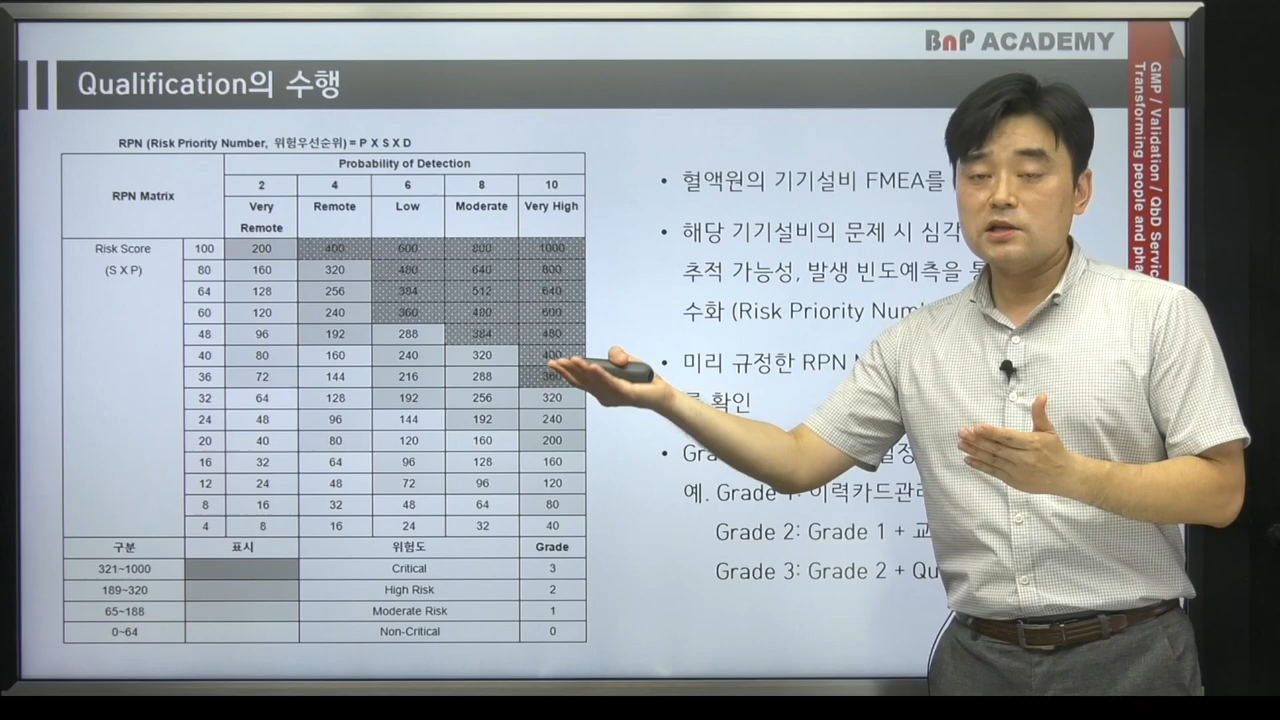 BnP ACADEMY
Qualification의 수행
GMP / Validation / QbD Servic
Transforming people and pha
RPN (Risk Priority Number, 위험우선순위) = P X S X D
RPN Matrix
Probability of Detection
2 4 6 8 10
Very Remote Remote Low Moderate Very High
Risk Score
(S X P)
100 200 400 600 800 1000
80 160 320 480 640 800
64 128 256 384 512 640
60 120 240 360 480 600
48 96 192 288 384 480
40 80 160 240 320 400
36 72 144 216 288 360
32 64 128 192 256 320
24 48 96 144 192 240
20 40 80 120 160 200
16 32 64 96 128 160
12 24 48 72 96 120
8 16 32 48 64 80
4 8 16 24 32 40
구분 표시 위험도 Grade
321~1000 Critical 3
189~320 High Risk 2
65~188 Moderate Risk 1
0~64 Non-Critical 0
• 혈액원의 기기설비 FMEA를
• 해당 기기설비의 문제 시 심각
추적 가능성, 발생 빈도예측을 통
수화 (Risk Priority Num
• 미리 규정한 RPN
를 확인
• Gra
예. Grade 1: 이력카드관리
Grade 2: Grade 1 + 교
Grade 3: Grade 2 + Qu